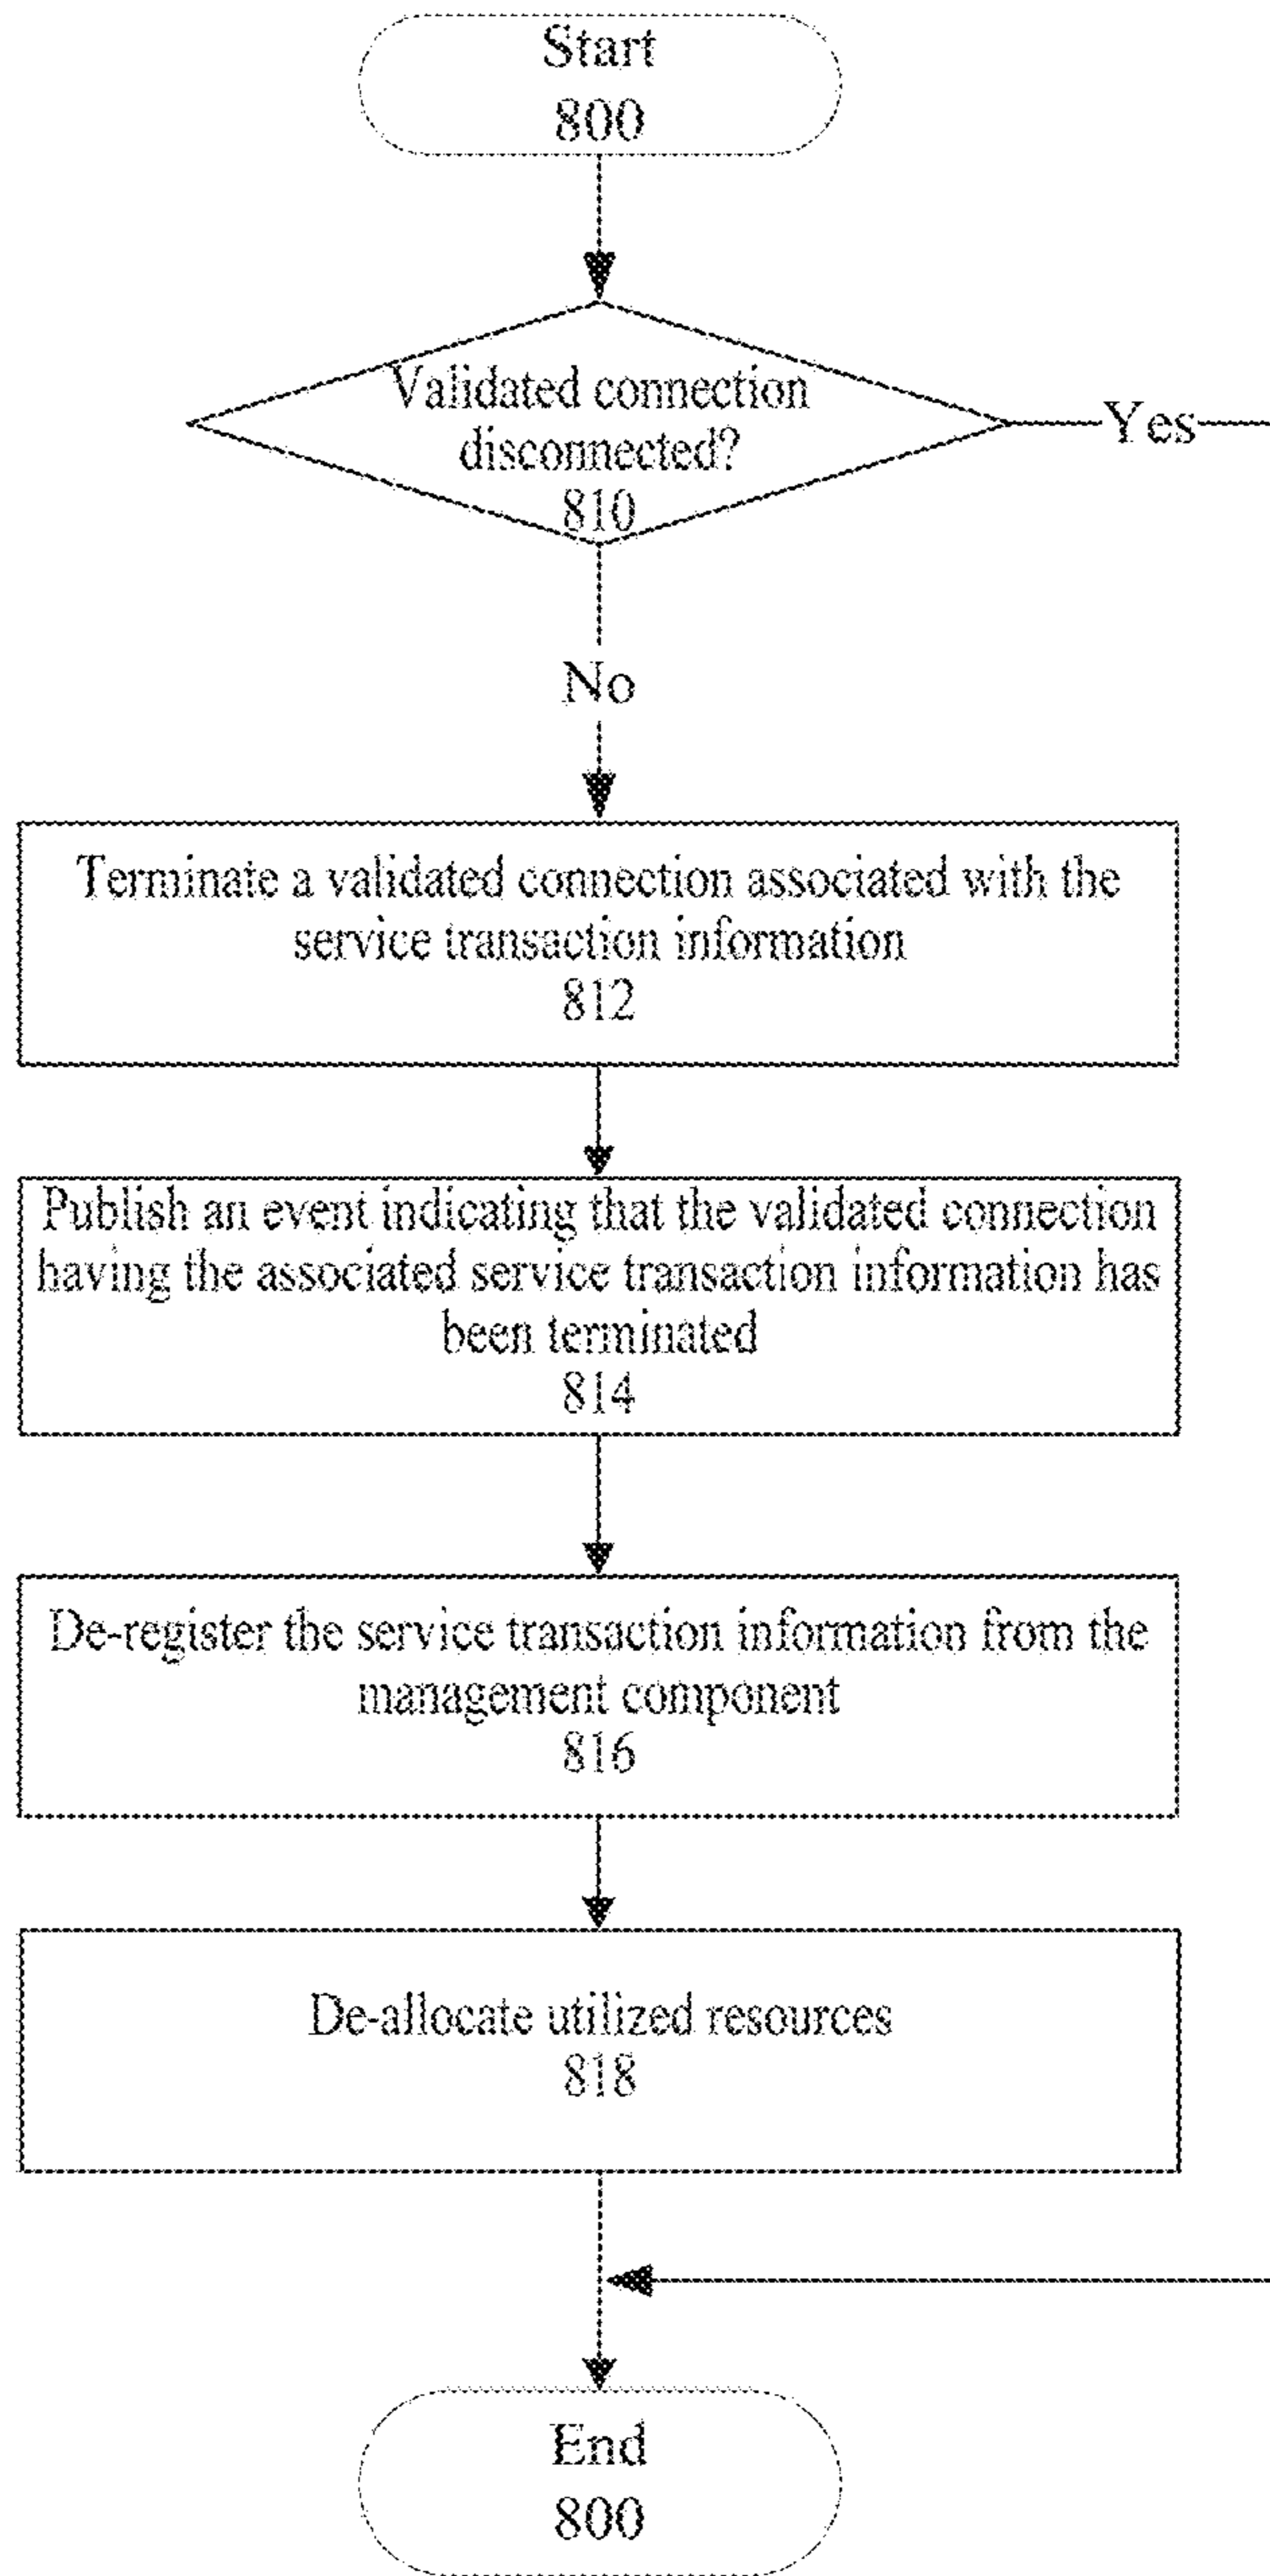 Start
800
Validated connection
disconnected?
810
Yes
No
Terminate a validated connection associated with the
service transaction information
812
Publish an event indicating that the validated connection
having the associated service transaction information has
been terminated
814
De-register the service transaction information from the
management component
816
De-allocate utilized resources
818
End
800